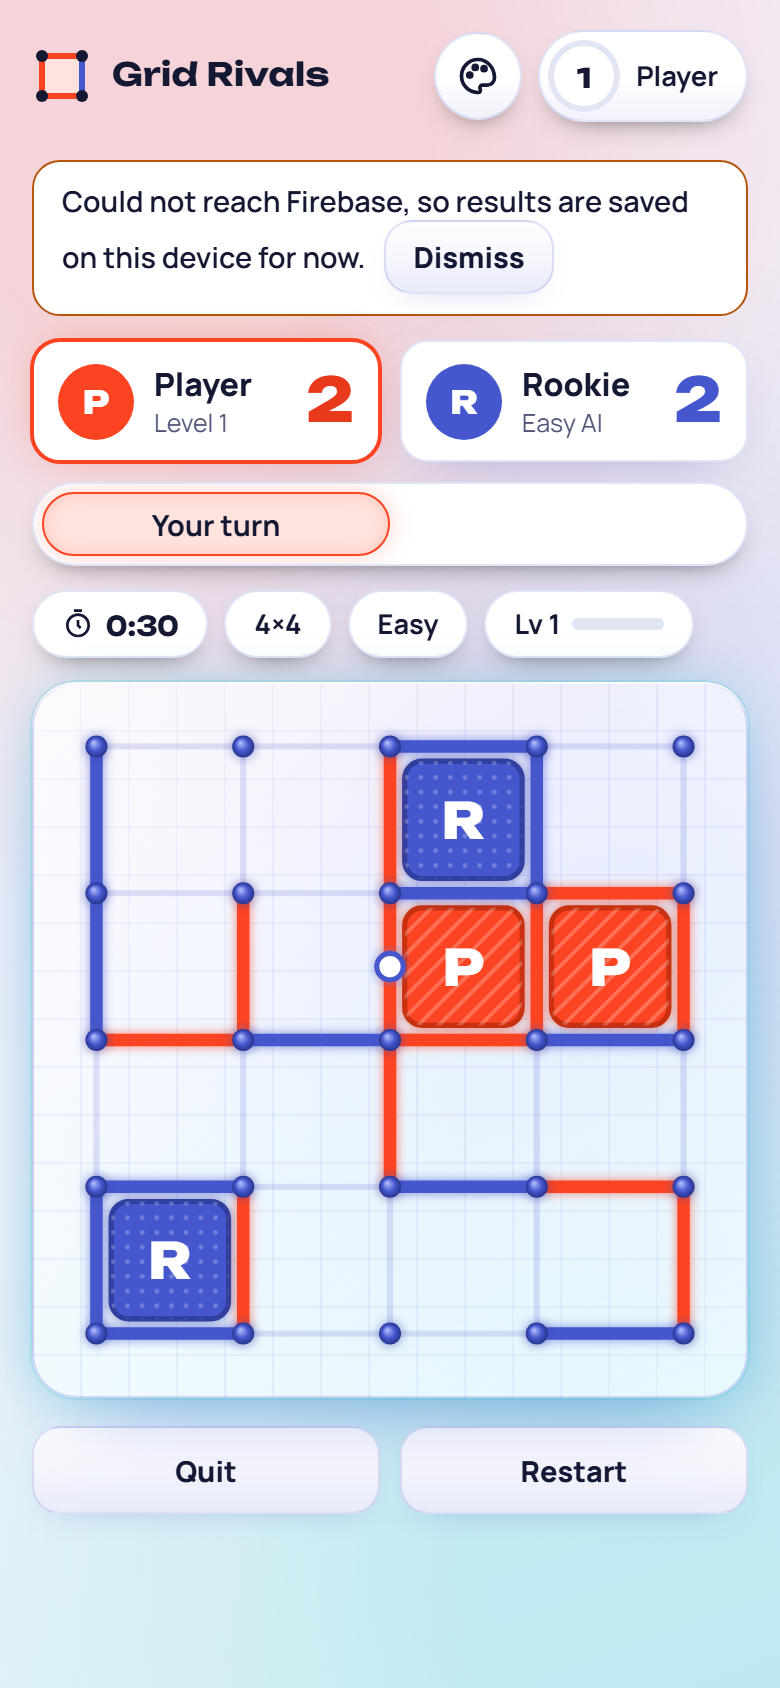 Grid Rivals
1 Player
Could not reach Firebase, so results are saved
on this device for now. Dismiss
P Player 2
Level 1
R Rookie 2
Easy AI
Your turn
0:30 4×4 Easy Lv 1
R
P P
R
Quit Restart